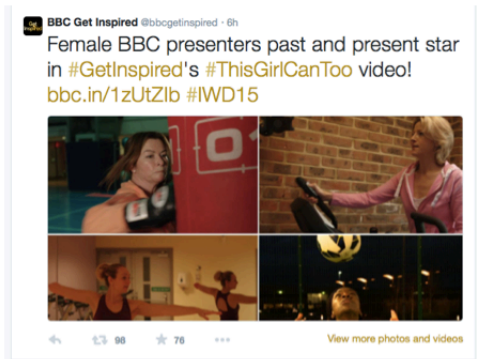 BBC Get Inspired @bbcgetinspired · 6h
Female BBC presenters past and present star
in #GetInspired's #ThisGirlCanToo video!
bbc.in/1zUtZlb #IWD15
98 76 View more photos and videos